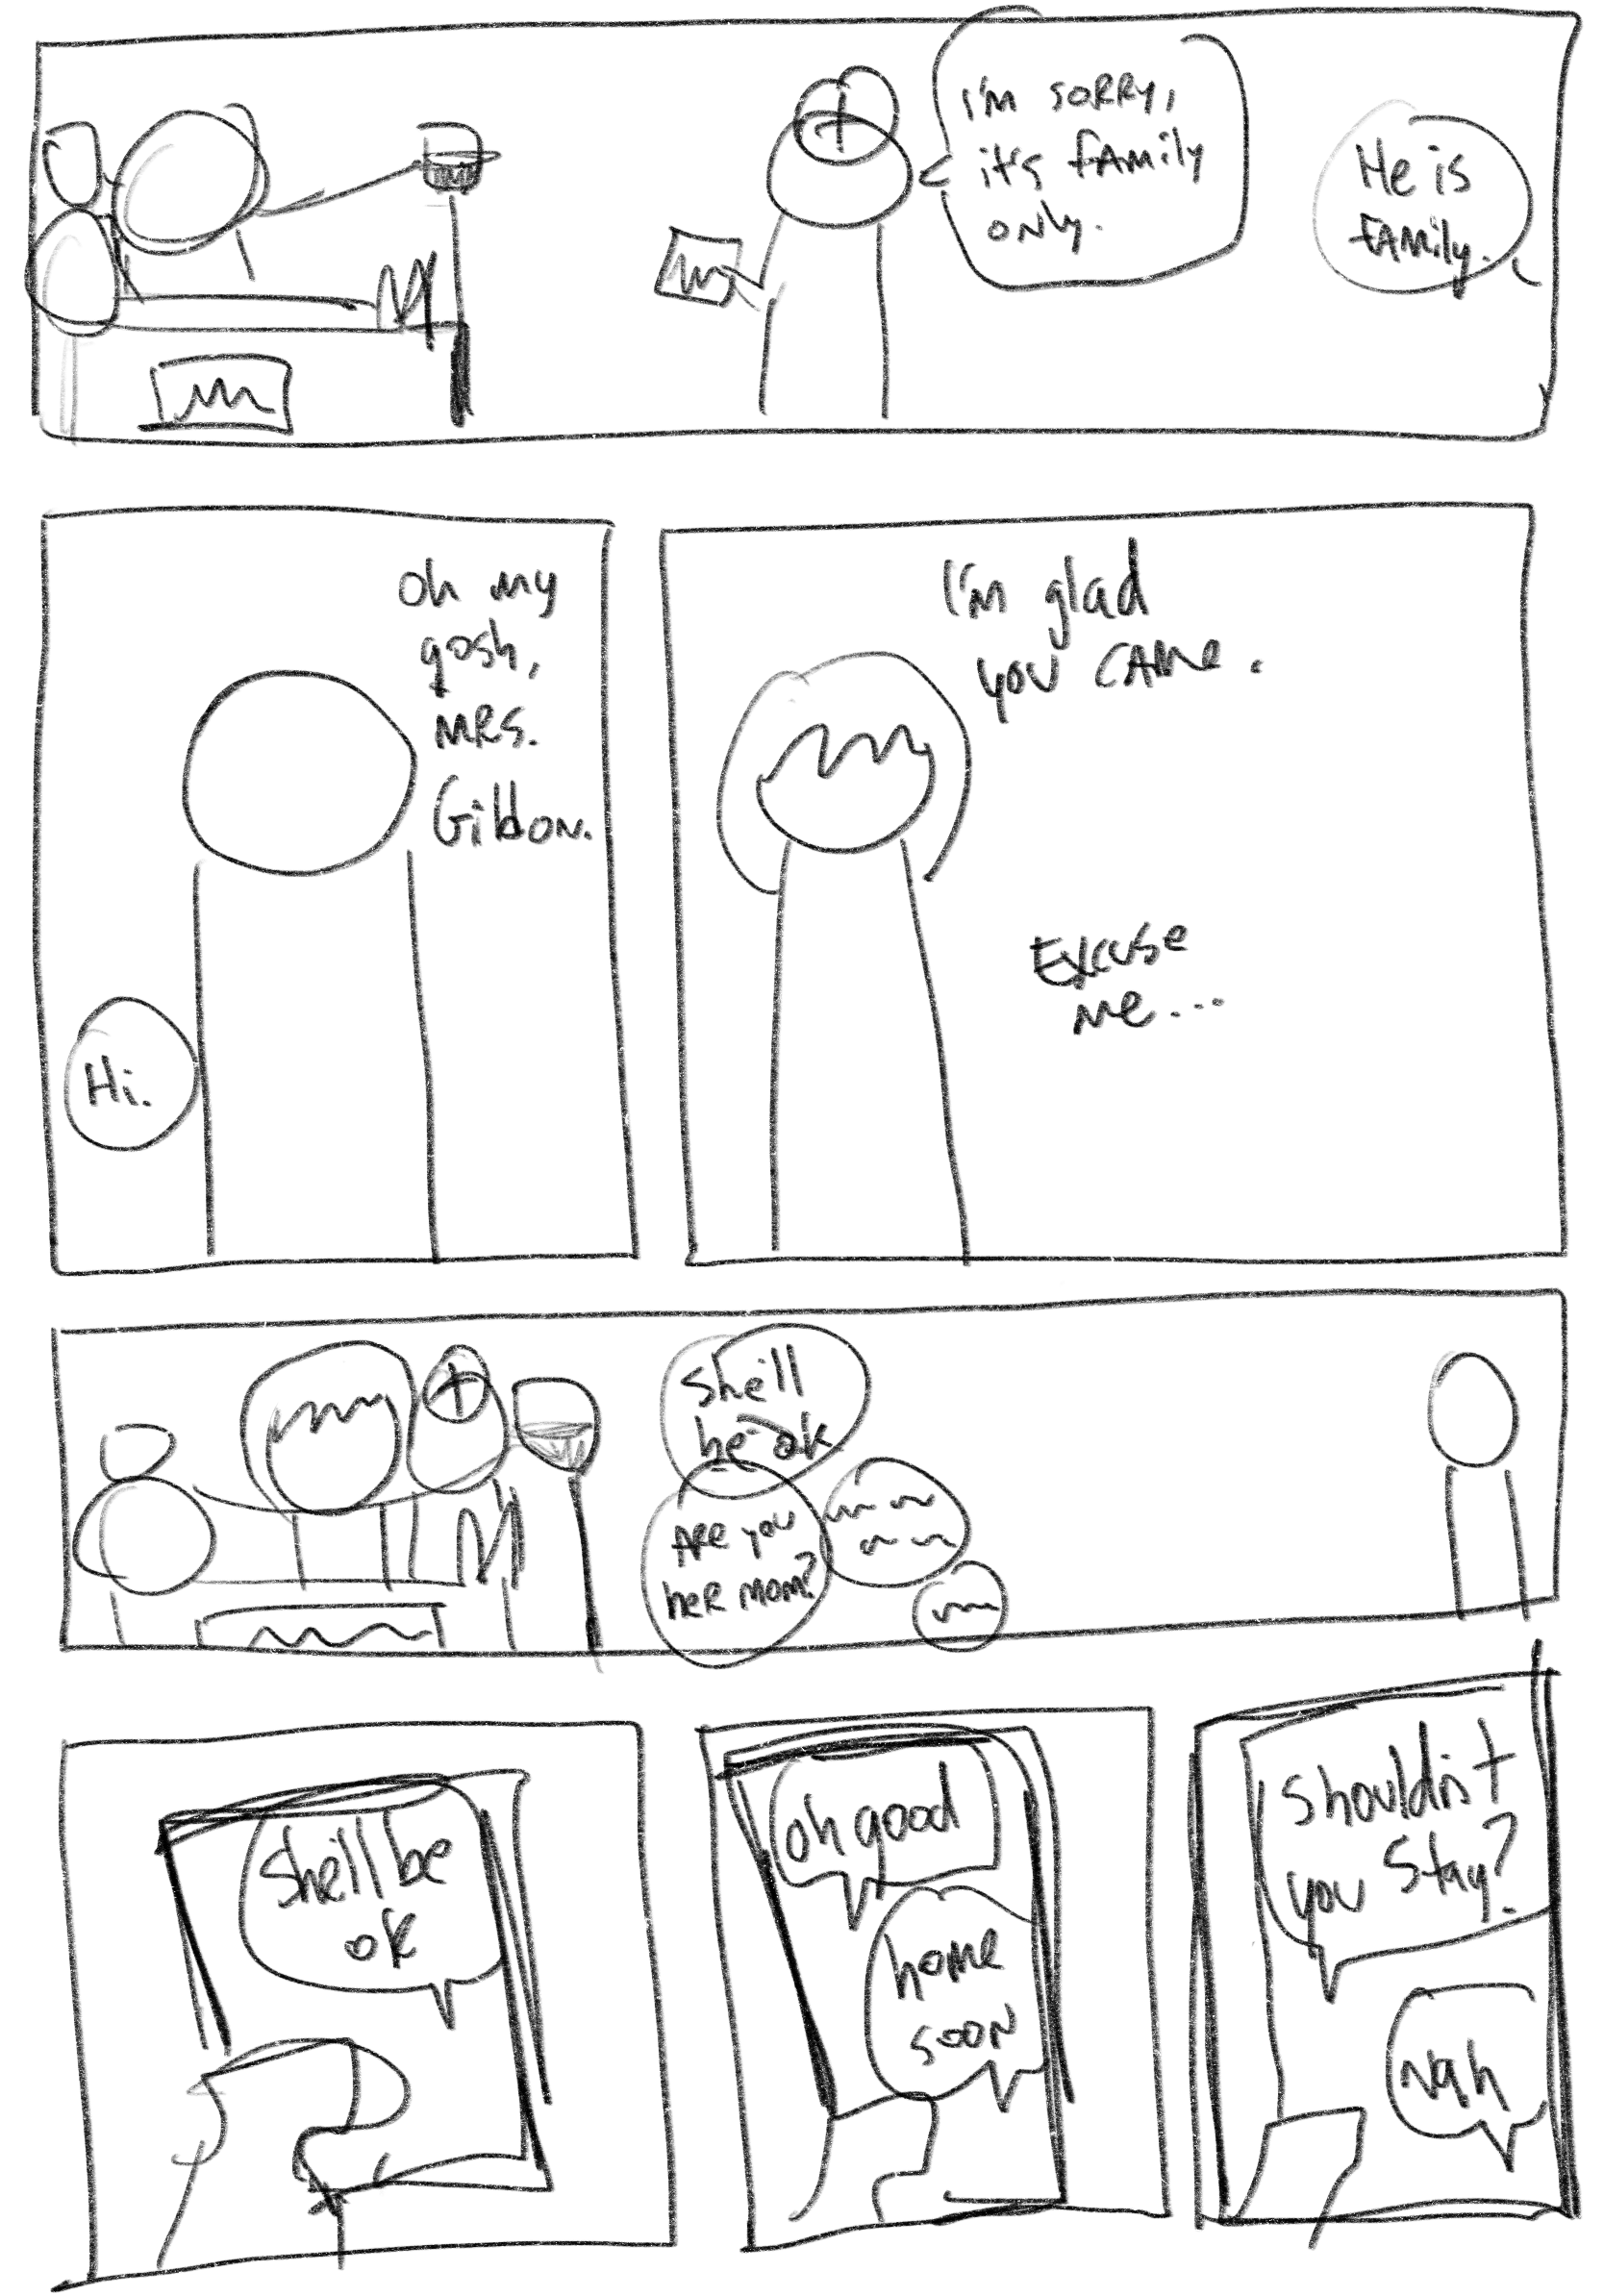 I'm SORRY,
it's fAmily
only.
He is
fAmily.
Oh my
gosh,
MRS.
Gibbon.
Hi.
I'm glad
you CAMe.
Excuse
me...
She'll
be ok
ARe you
heR mom?
She'll be
ok
oh good
home
soon
Shouldn't
you Stay?
Nah